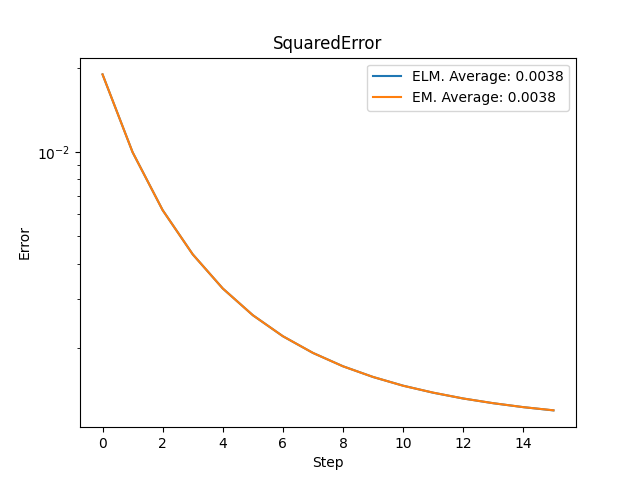 SquaredError
ELM. Average: 0.0038
EM. Average: 0.0038
10⁻²
Error
0 2 4 6 8 10 12 14
Step